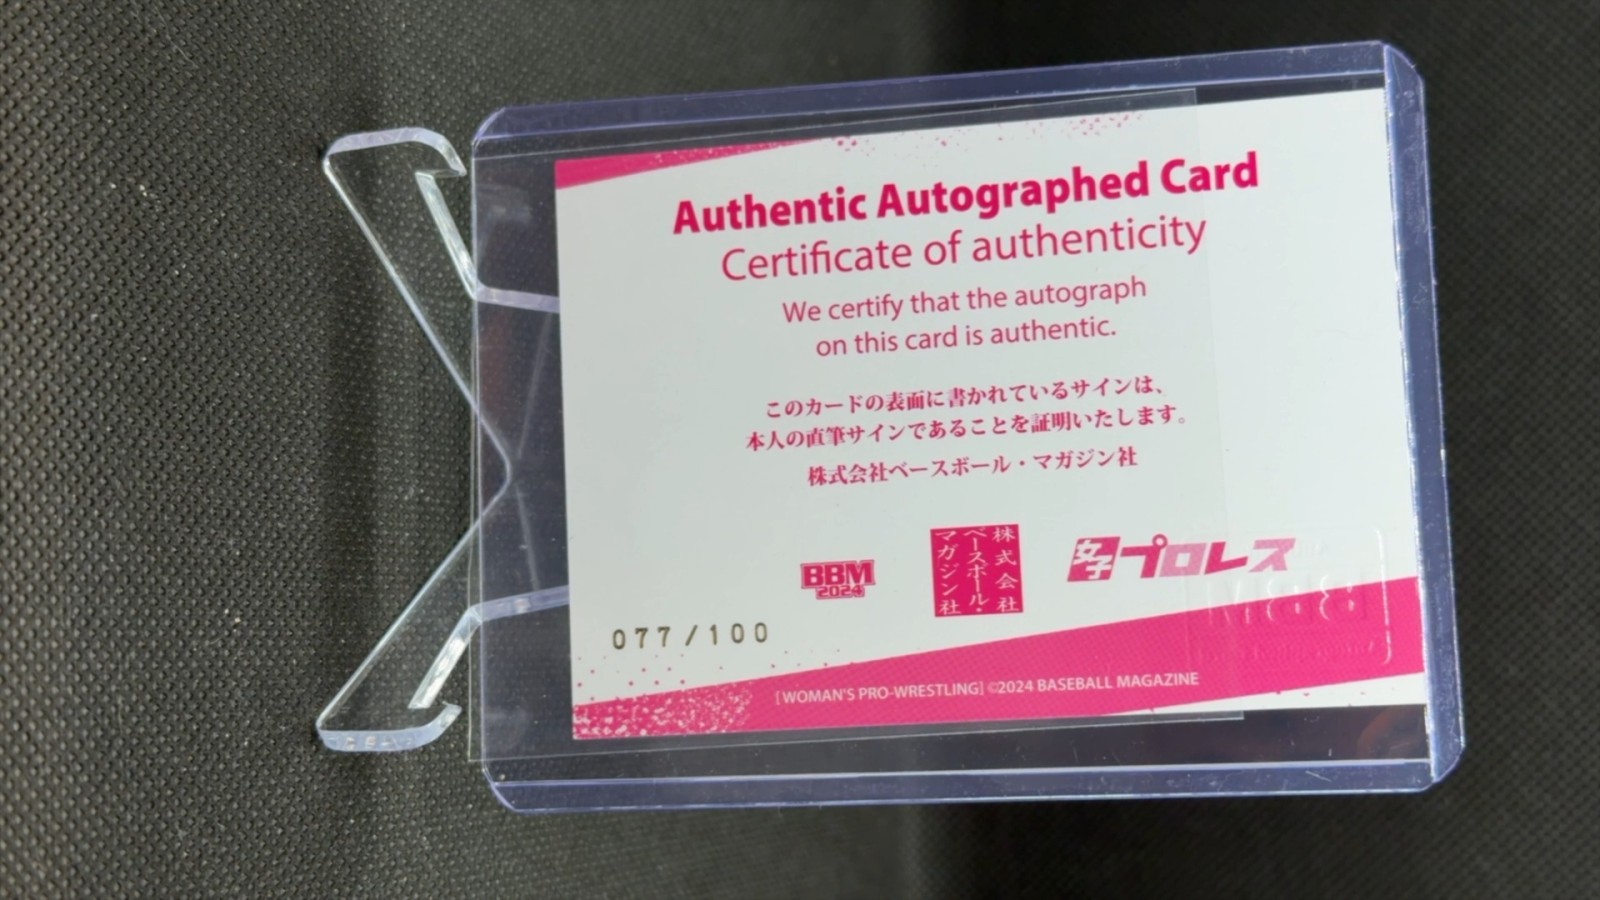 Authentic Autographed Card
Certificate of authenticity
We certify that the autograph
on this card is authentic.
このカードの表面に書かれているサインは、
本人の直筆サインであることを証明いたします。
株式会社ベースボール・マガジン社
BBM
2024
株式会社
ベースボール・
マガジン社
女子プロレス
077/100
[WOMAN'S PRO-WRESTLING] ©2024 BASEBALL MAGAZINE